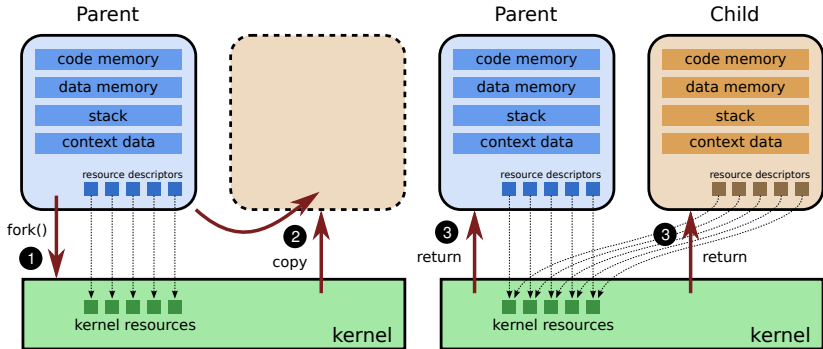 Parent
code memory
data memory
stack
context data
resource descriptors
fork()
1
2
copy
kernel resources
kernel
Parent
Child
code memory
data memory
stack
context data
resource descriptors
code memory
data memory
stack
context data
resource descriptors
3
return
3
return
kernel resources
kernel